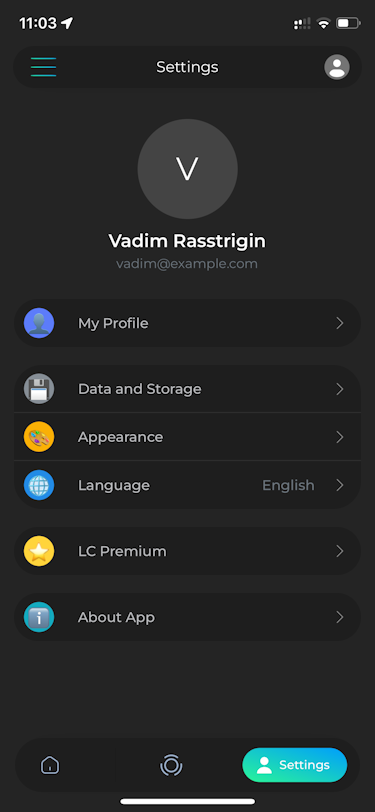 11:03
Settings
V
Vadim Rasstrigin
vadim@example.com
My Profile
Data and Storage
Appearance
Language English
LC Premium
About App
Settings